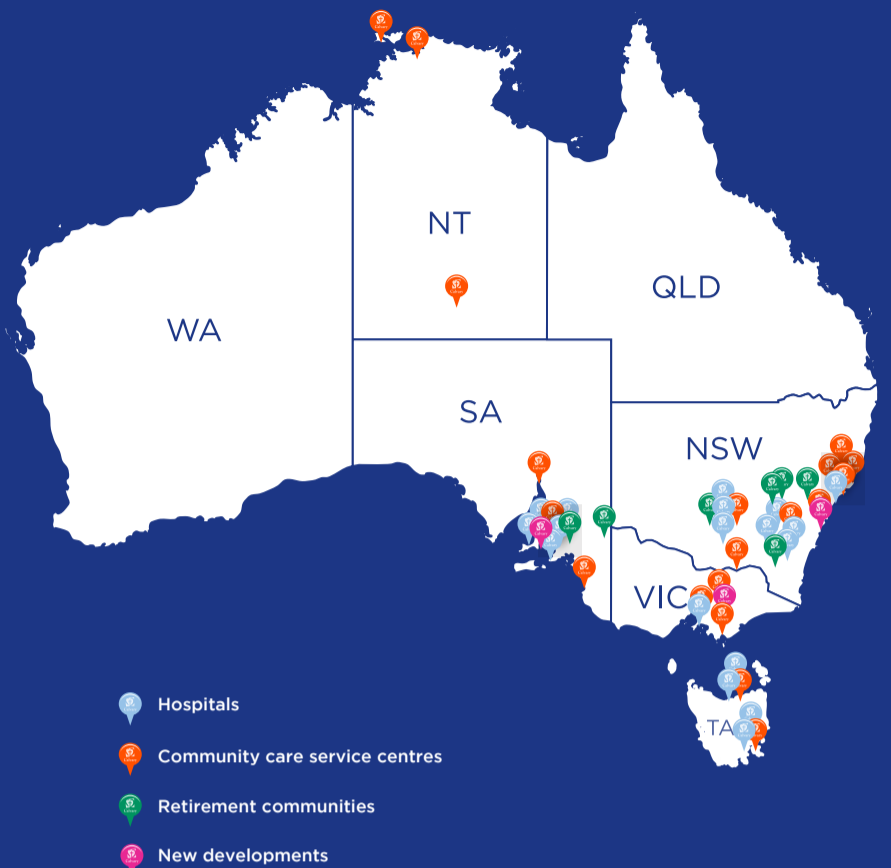 NT
QLD
WA
SA
NSW
VIC
TA
Hospitals
Community care service centres
Retirement communities
New developments